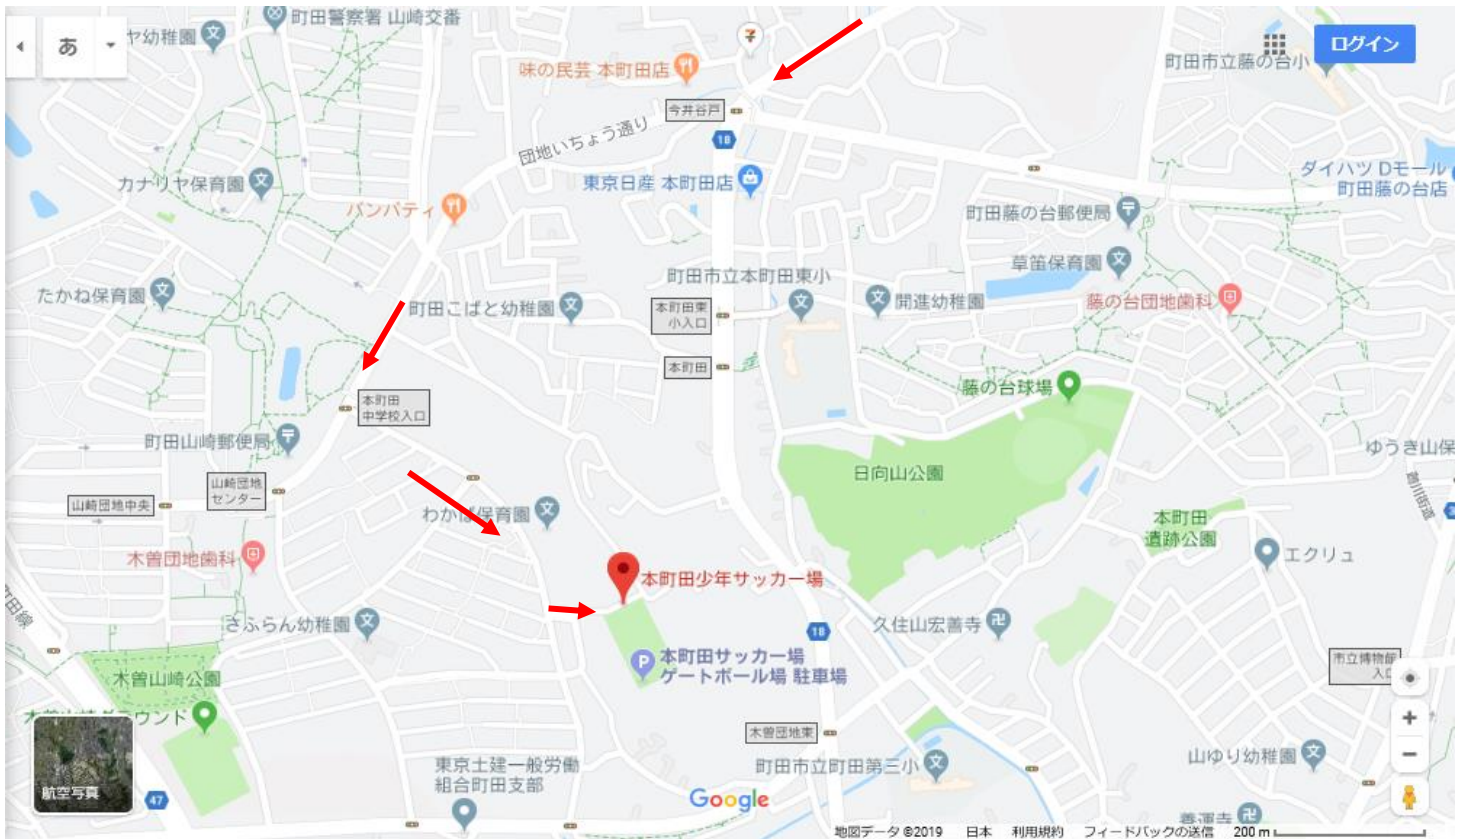 町田警察署 山崎交番
ヤ幼稚園
あ
ログイン
町田市立藤の台小
味の民芸 本町田店
今井谷戸
18
団地いちょう通り
カナリヤ保育園
東京日産 本町田店
ダイハツ Dモール
町田藤の台店
バンバティ
町田藤の台郵便局
草笛保育園
町田市立本町田東小
たかね保育園
町田こばと幼稚園
本町田東
小入口
開進幼稚園
藤の台団地歯科
本町田
藤の台球場
本町田
中学校入口
町田山崎郵便局
日向山公園
ゆうき山保
山崎団地
センター
山崎団地中央
わかば保育園
本町田
遺跡公園
木曽団地歯科
エクリュ
本町田少年サッカー場
町田線
さふらん幼稚園
18
久住山宏善寺
本町田サッカー場
ゲートボール場 駐車場
市立博物館
入口
木曽山崎公園
木曽団地東
山ゆり幼稚園
東京土建一般労働
組合町田支部
町田市立町田第三小
航空写真
47
Google
養運寺
地図データ ©2019 日本 利用規約 フィードバックの送信 200 m